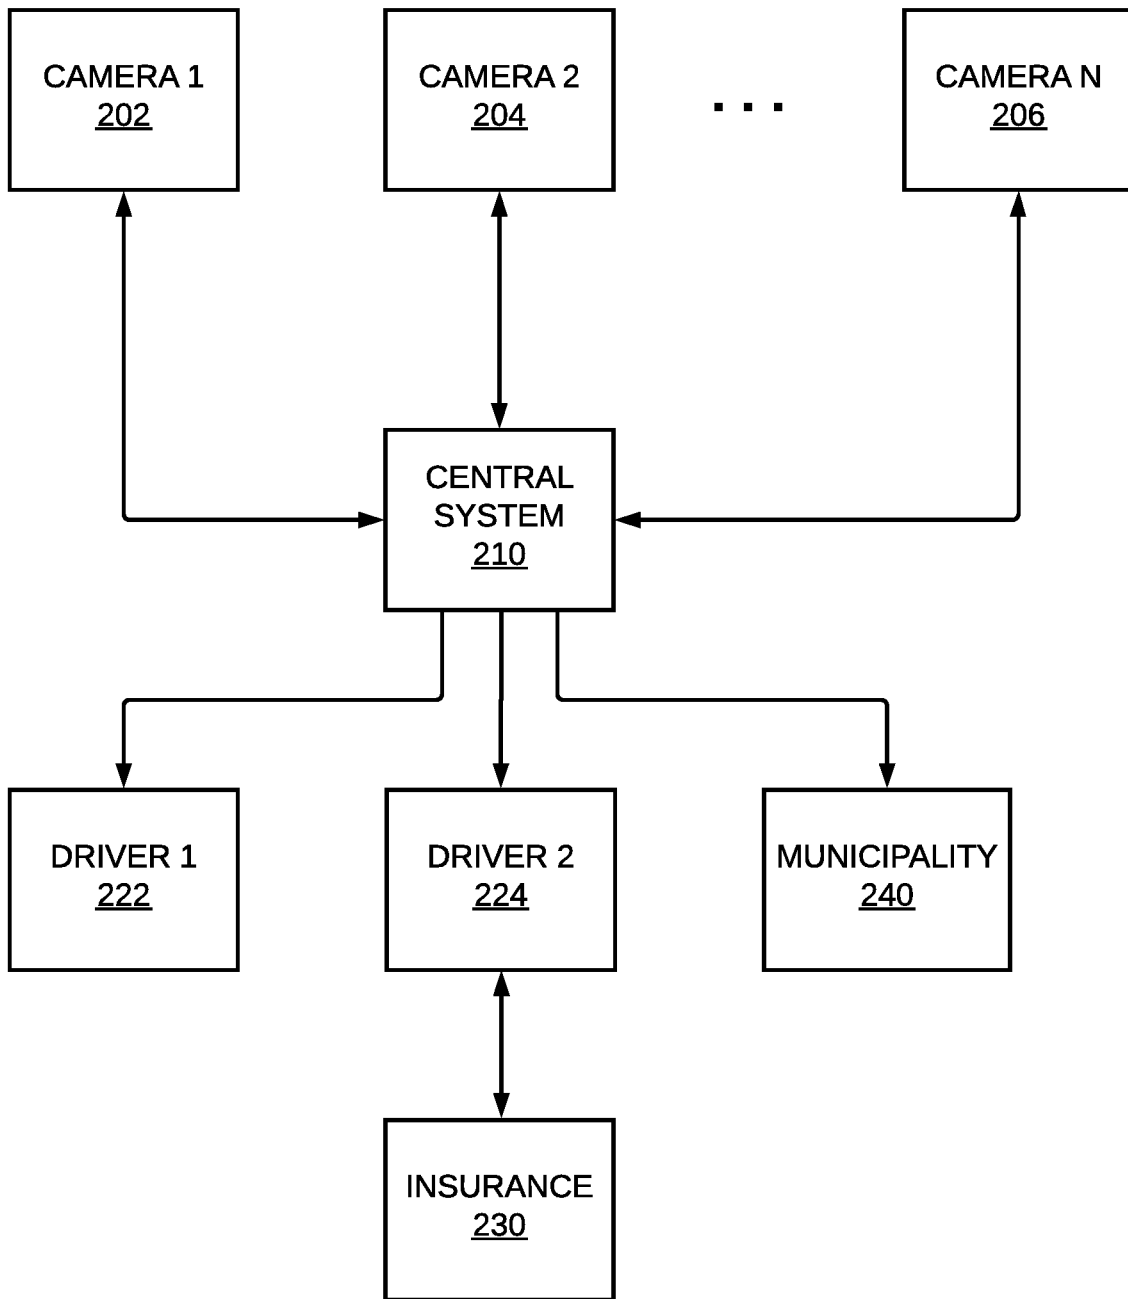 CAMERA 1
202
CAMERA 2
204
. . .
CAMERA N
206
CENTRAL
SYSTEM
210
DRIVER 1
222
DRIVER 2
224
MUNICIPALITY
240
INSURANCE
230